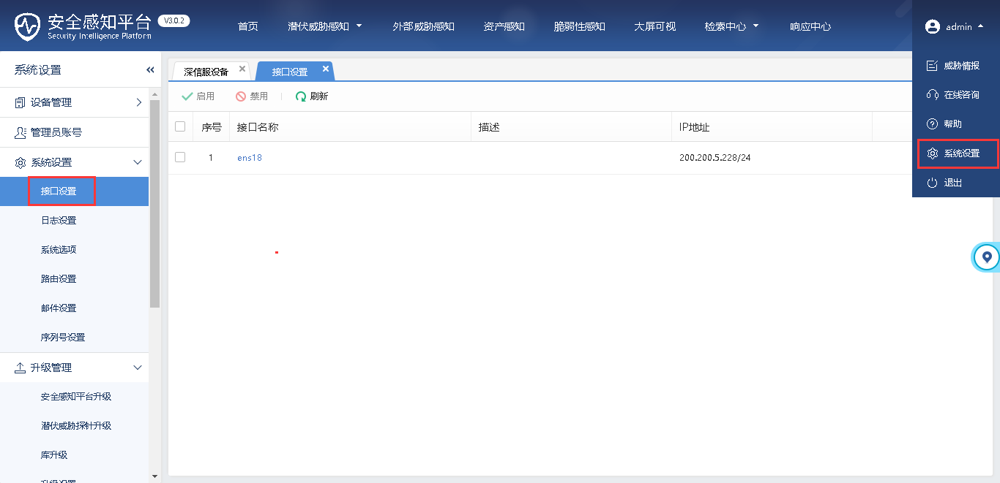 安全感知平台 V3.0.2
Security Intelligence Platform
首页 潜伏威胁感知 外部威胁感知 资产感知 脆弱性感知 大屏可视 检索中心 响应中心
admin
威胁情报
在线咨询
帮助
系统设置
退出
系统设置
设备管理
管理员账号
系统设置
接口设置
日志设置
系统选项
路由设置
邮件设置
序列号设置
升级管理
安全感知平台升级
潜伏威胁探针升级
库升级
升级设置
深信服设备 接口设置
启用 禁用 刷新
序号 接口名称 描述 IP地址
1 ens18 200.200.5.228/24